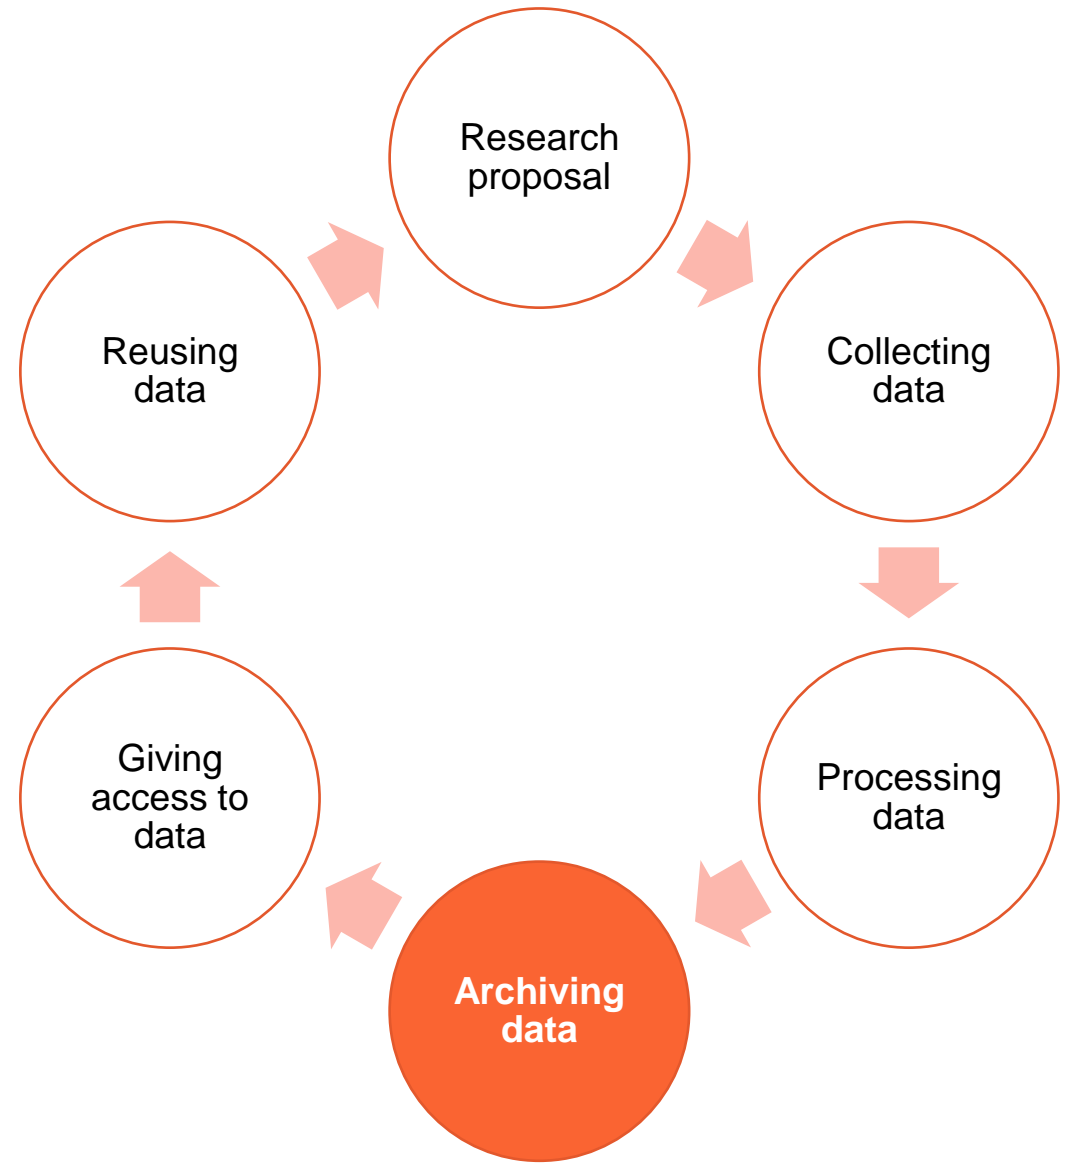 Research
proposal
Collecting
data
Processing
data
Archiving
data
Giving
access to
data
Reusing
data